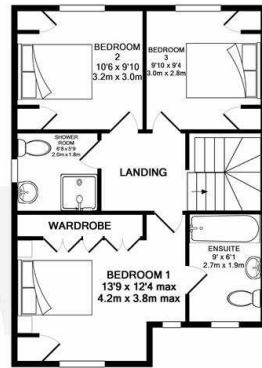 BEDROOM
2
10'6 x 9'10
3.2m x 3.0m
BEDROOM
3
9'10 x 9'4
3.0m x 2.8m
SHOWER
ROOM
6'8 x 5'9
2.0m x 1.8m
LANDING
WARDROBE
ENSUITE
9' x 6'1
2.7m x 1.9m
BEDROOM 1
13'9 x 12'4 max
4.2m x 3.8m max